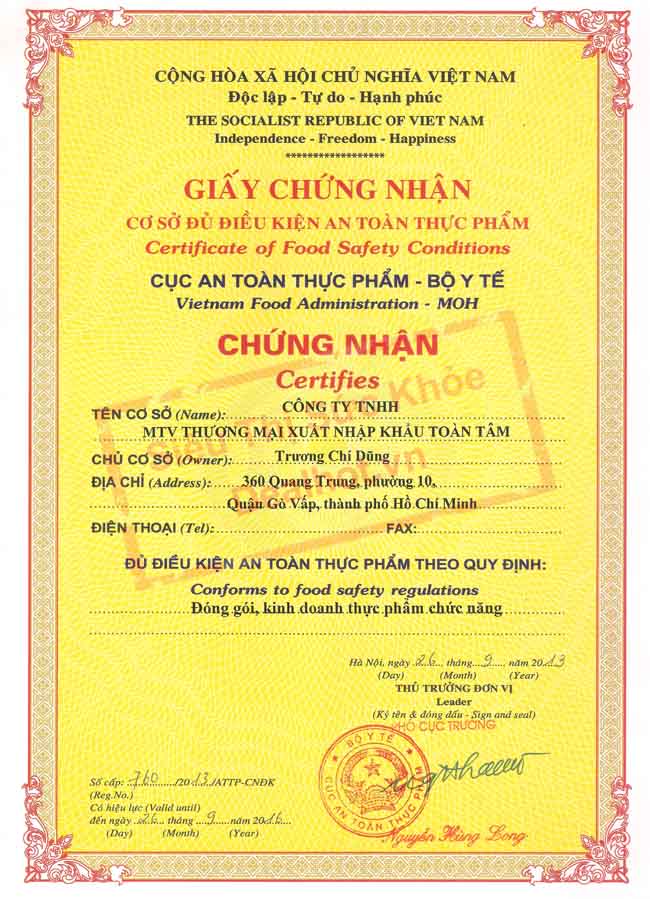 CỘNG HÒA XÃ HỘI CHỦ NGHĨA VIỆT NAM
Độc lập - Tự do - Hạnh phúc
THE SOCIALIST REPUBLIC OF VIET NAM
Independence - Freedom - Happiness
******************
GIẤY CHỨNG NHẬN
CƠ SỞ ĐỦ ĐIỀU KIỆN AN TOÀN THỰC PHẨM
Certificate of Food Safety Conditions
CỤC AN TOÀN THỰC PHẨM - BỘ Y TẾ
Vietnam Food Administration - MOH
CHỨNG NHẬN
Certifies
TÊN CƠ SỞ (Name): CÔNG TY TNHH
MTV THƯƠNG MẠI XUẤT NHẬP KHẨU TOÀN TÂM
CHỦ CƠ SỞ (Owner): Trương Chí Dũng
ĐỊA CHỈ (Address): 360 Quang Trung, phường 10,
Quận Gò Vấp, thành phố Hồ Chí Minh
ĐIỆN THOẠI (Tel): FAX:
ĐỦ ĐIỀU KIỆN AN TOÀN THỰC PHẨM THEO QUY ĐỊNH:
Conforms to food safety regulations
Đóng gói, kinh doanh thực phẩm chức năng
Hà Nội, ngày 26 tháng 9 năm 2013
(Day) (Month) (Year)
THỦ TRƯỞNG ĐƠN VỊ
Leader
(Ký tên & đóng dấu - Sign and seal)
PHÓ CỤC TRƯỞNG
BỘ Y TẾ
CỤC AN TOÀN THỰC PHẨM
Số cấp: 760 /2013/ATTP-CNĐK
(Reg.No.)
Có hiệu lực (Valid until)
đến ngày 26 tháng 9 năm 2016
(Day) (Month) (Year)
Nguyễn Hùng Long